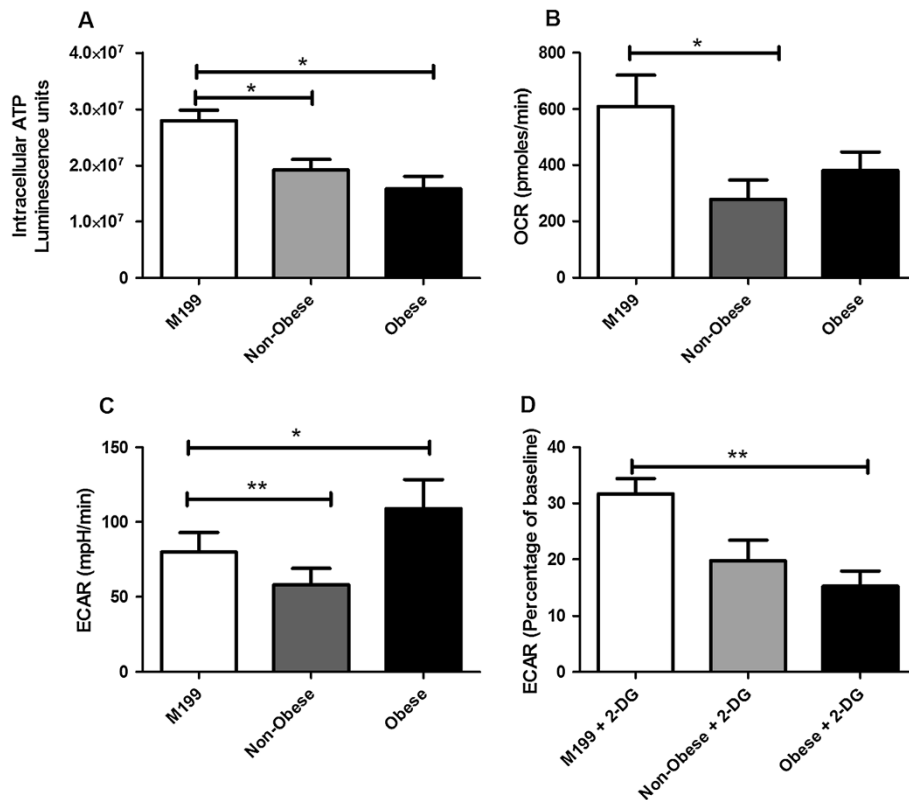 A
Intracellular ATP
Luminescence units
4.0×10⁷
3.0×10⁷
2.0×10⁷
1.0×10⁷
0
*
*
M199
Non-Obese
Obese
B
OCR (pmoles/min)
800
600
400
200
0
*
M199
Non-Obese
Obese
C
ECAR (mpH/min)
150
100
50
0
*
**
M199
Non-Obese
Obese
D
ECAR (Percentage of baseline)
40
30
20
10
0
**
M199 + 2-DG
Non-Obese + 2-DG
Obese + 2-DG